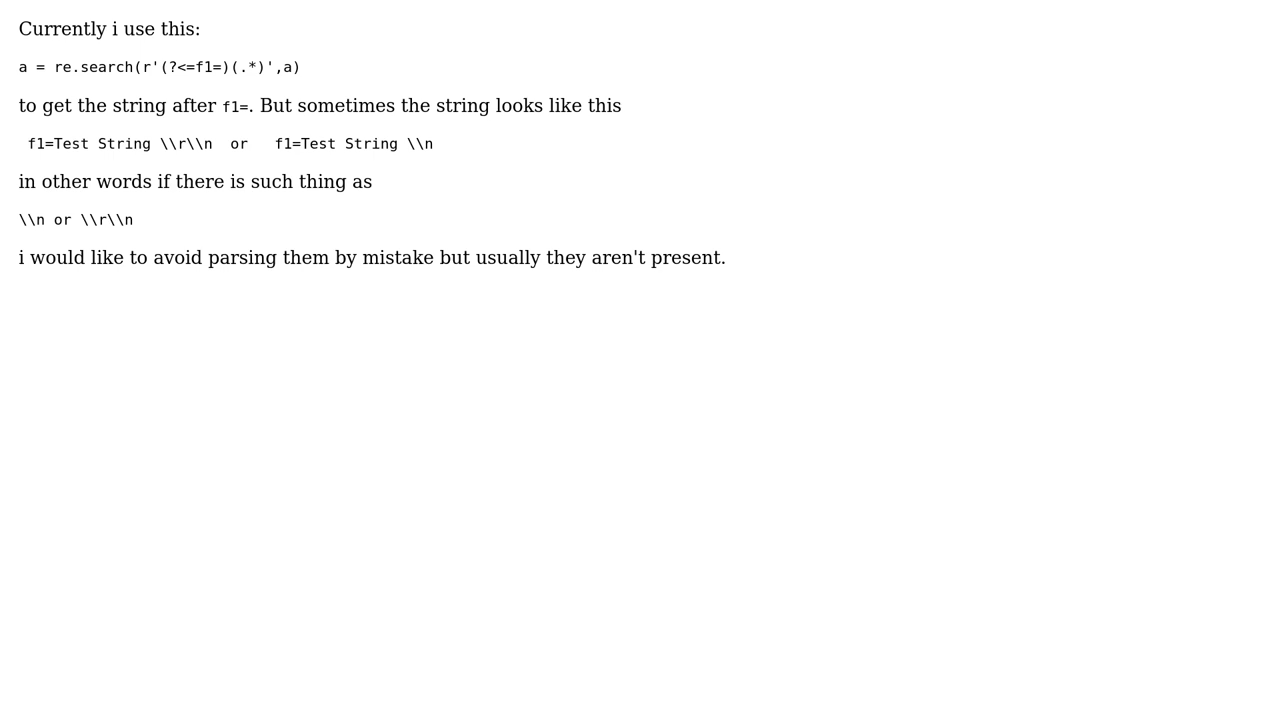 Currently i use this:
a = re.search(r'(?<=f1=)(.*)',a)
to get the string after f1=. But sometimes the string looks like this
f1=Test String \\r\\n  or   f1=Test String \\n
in other words if there is such thing as
\\n or \\r\\n
i would like to avoid parsing them by mistake but usually they aren't present.